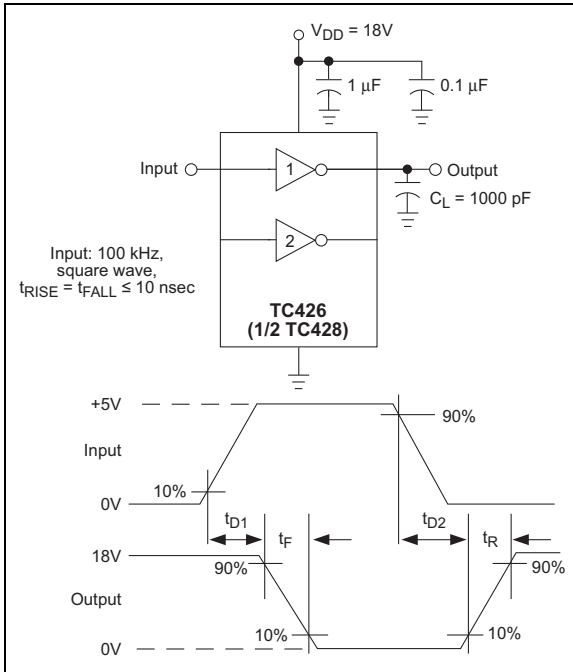 V_DD = 18V
1 μF
0.1 μF
Input
1
Output
C_L = 1000 pF
2
Input: 100 kHz,
square wave,
t_RISE = t_FALL ≤ 10 nsec
TC426
(1/2 TC428)
+5V
90%
Input
10%
0V
t_D1
t_F
t_D2
t_R
18V
90%
90%
Output
10%
10%
0V